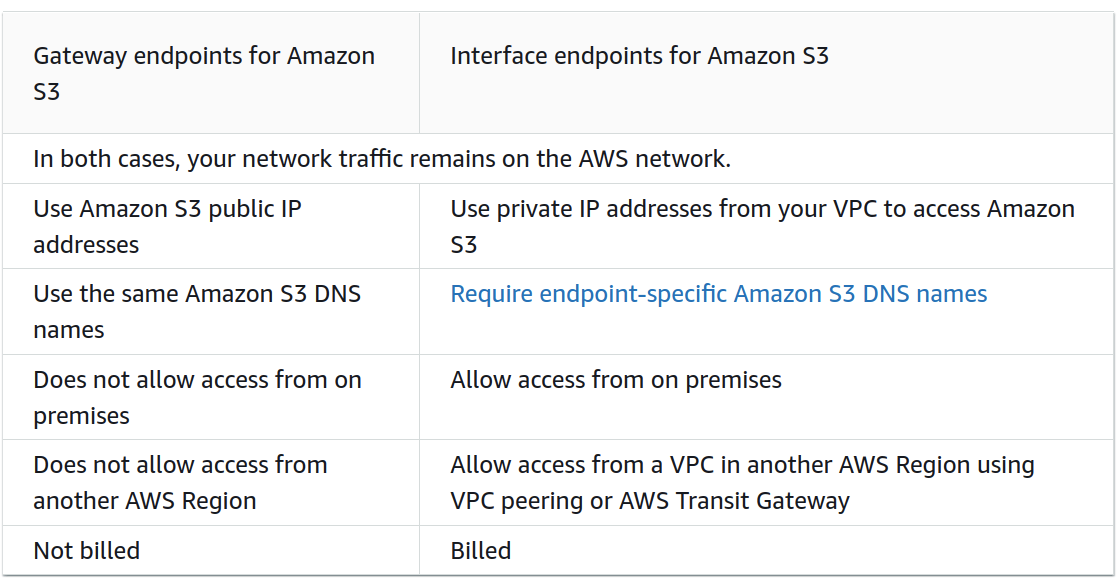 Gateway endpoints for Amazon
S3
Interface endpoints for Amazon S3
In both cases, your network traffic remains on the AWS network.
Use Amazon S3 public IP
addresses
Use private IP addresses from your VPC to access Amazon
S3
Use the same Amazon S3 DNS
names
Require endpoint-specific Amazon S3 DNS names
Does not allow access from on
premises
Allow access from on premises
Does not allow access from
another AWS Region
Allow access from a VPC in another AWS Region using
VPC peering or AWS Transit Gateway
Not billed
Billed